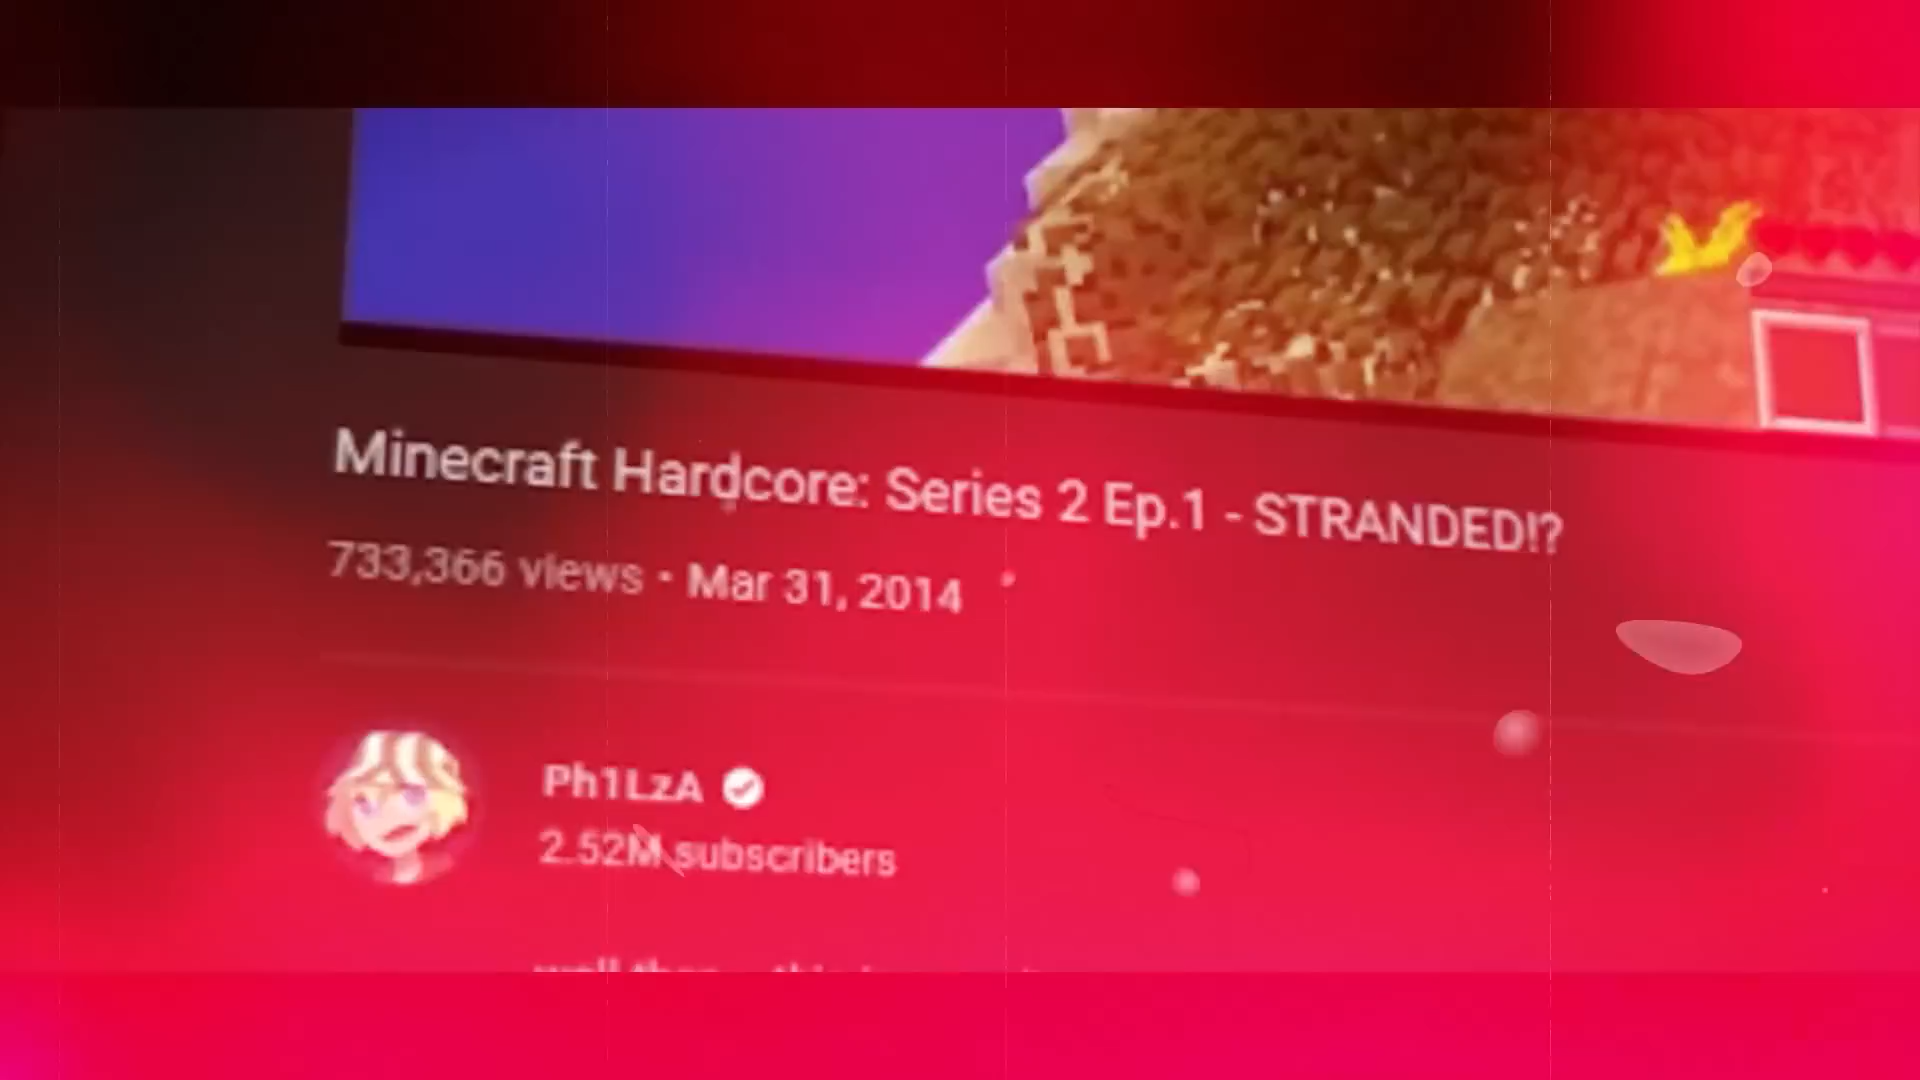 Minecraft Hardcore: Series 2 Ep.1 - STRANDED!?
733,366 views • Mar 31, 2014
Ph1LzA
2.52M subscribers